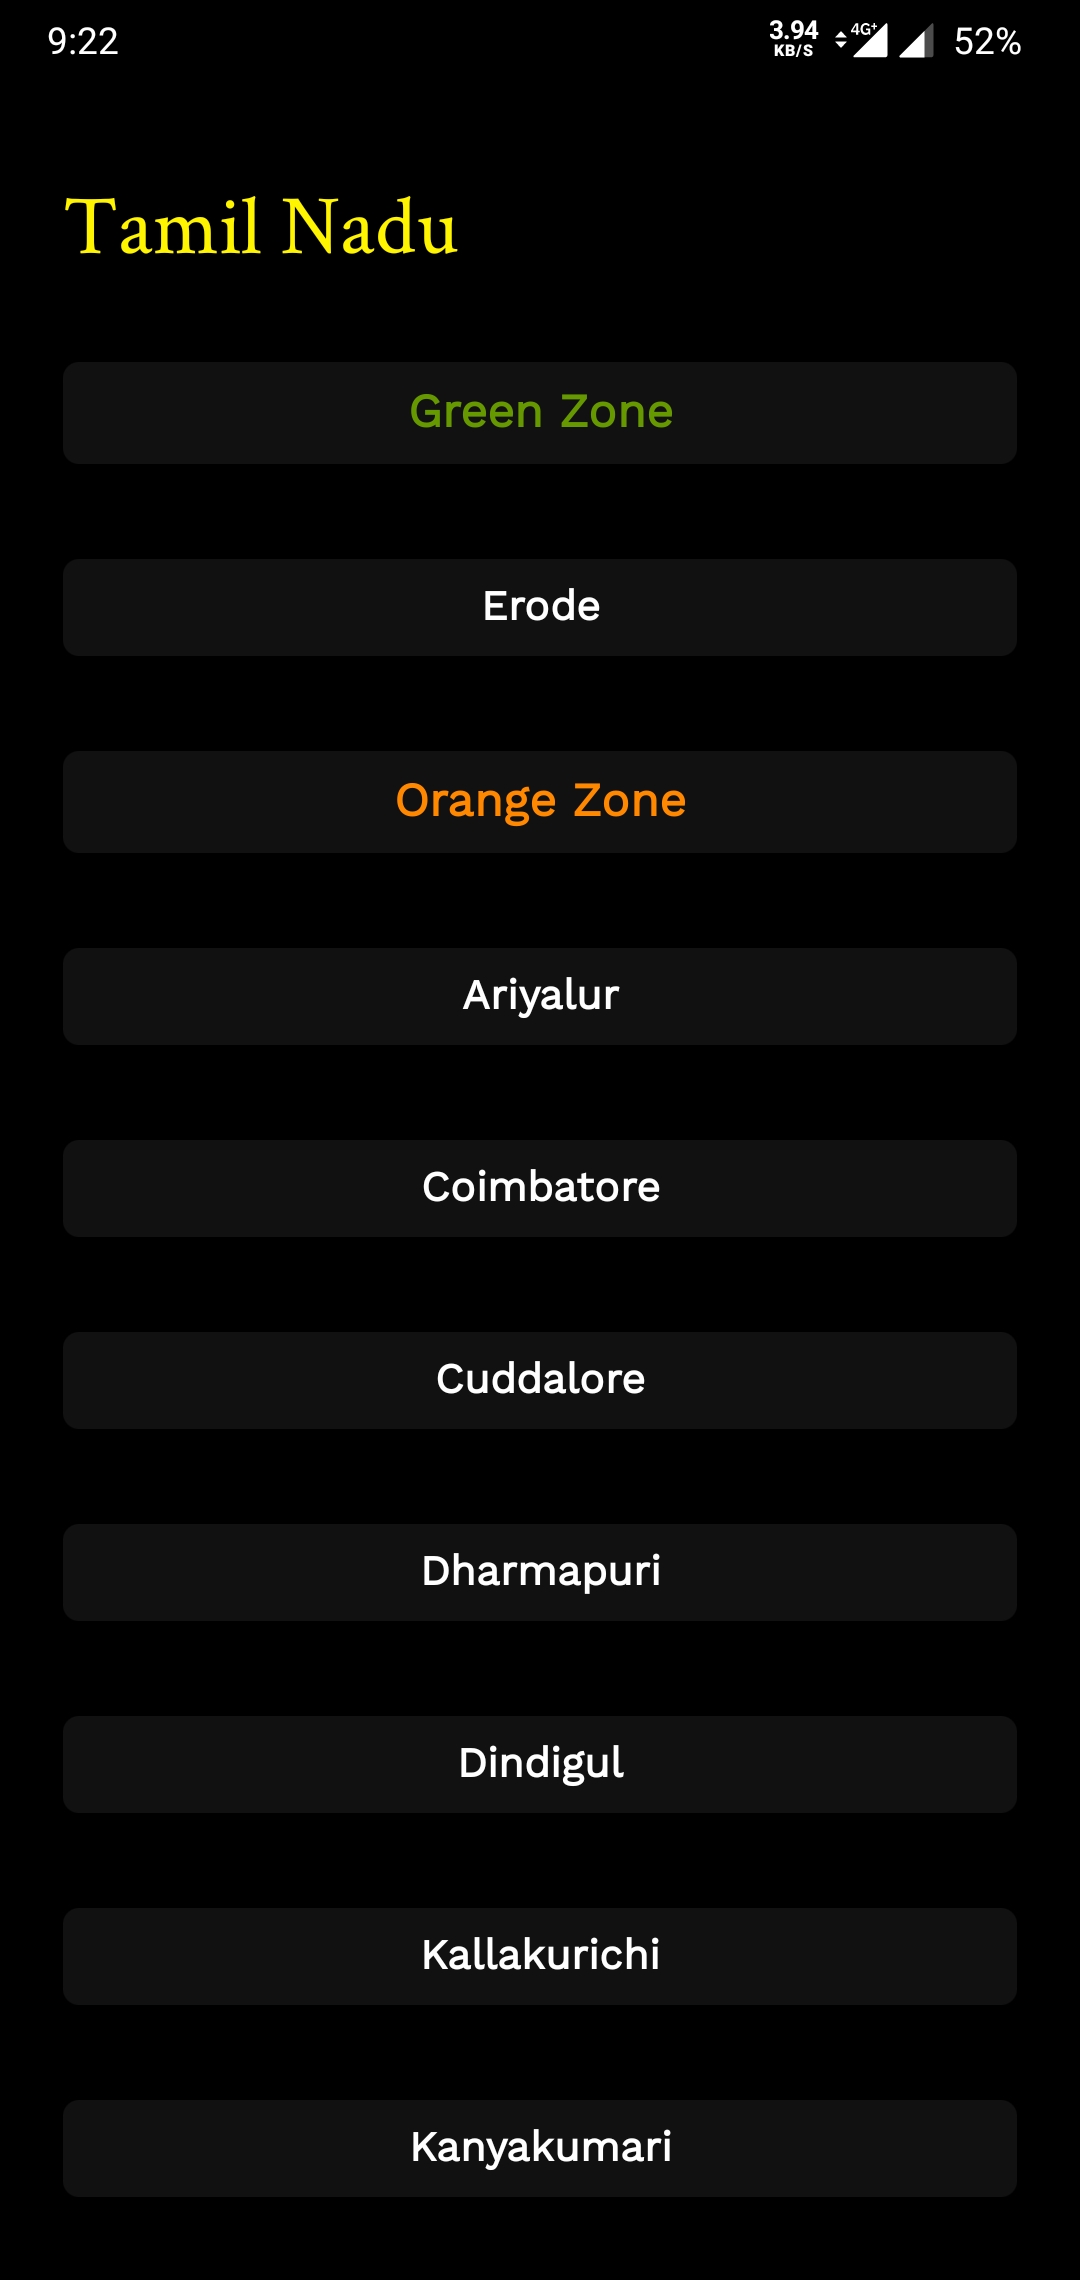 9:22
3.94
KB/S
4G+
52%
Tamil Nadu
Green Zone
Erode
Orange Zone
Ariyalur
Coimbatore
Cuddalore
Dharmapuri
Dindigul
Kallakurichi
Kanyakumari